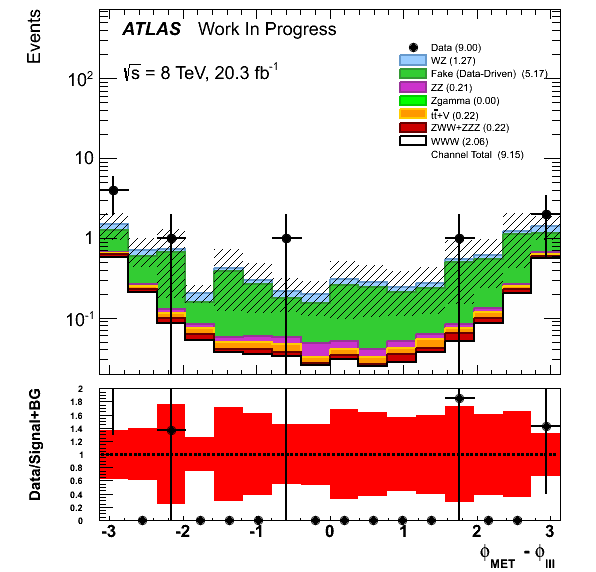 Events
ATLAS Work In Progress
√s = 8 TeV, 20.3 fb⁻¹
Data (9.00)
WZ (1.27)
Fake (Data-Driven) (5.17)
ZZ (0.21)
Zgamma (0.00)
tt̄+V (0.22)
ZWW+ZZZ (0.22)
WWW (2.06)
Channel Total (9.15)
10²
10
1
10⁻¹
Data/Signal+BG
2
1.8
1.6
1.4
1.2
1
0.8
0.6
0.4
0.2
0
-3 -2 -1 0 1 2 3
ϕ_MET - ϕ_lll